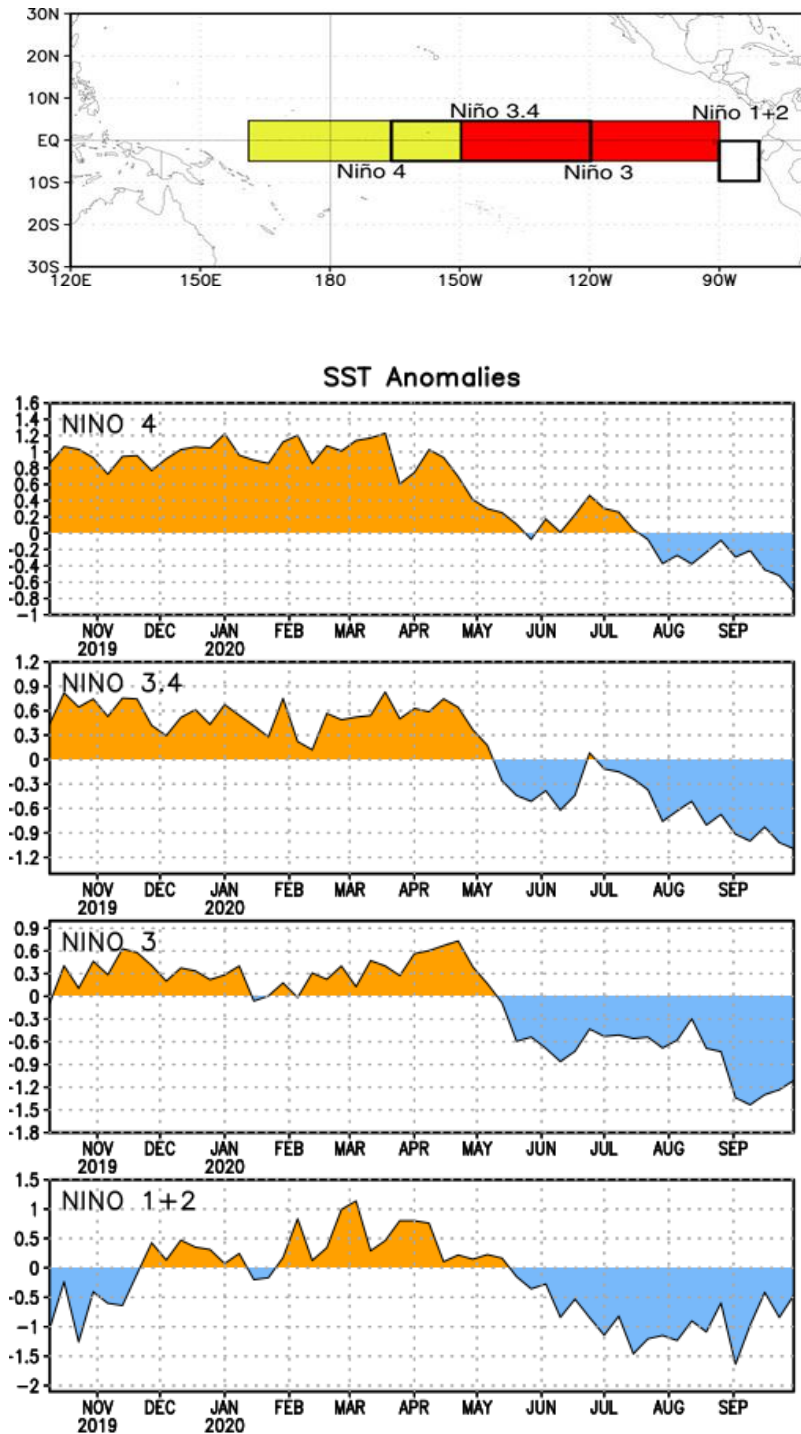 30N
20N
Niño 3.4
Niño 1+2
10N
EQ
Niño 4
Niño 3
10S
20S
30S
120E 150E 180 150W 120W 90W
SST Anomalies
NINO 4
1.6
1.4
1.2
1
0.8
0.6
0.4
0.2
0
-0.2
-0.4
-0.6
-0.8
-1
NOV DEC JAN FEB MAR APR MAY JUN JUL AUG SEP
2019 2020
NINO 3.4
1.2
0.9
0.6
0.3
0
-0.3
-0.6
-0.9
-1.2
NOV DEC JAN FEB MAR APR MAY JUN JUL AUG SEP
2019 2020
NINO 3
0.9
0.6
0.3
0
-0.3
-0.6
-0.9
-1.2
-1.5
-1.8
NOV DEC JAN FEB MAR APR MAY JUN JUL AUG SEP
2019 2020
NINO 1+2
1.5
1
0.5
0
-0.5
-1
-1.5
-2
NOV DEC JAN FEB MAR APR MAY JUN JUL AUG SEP
2019 2020